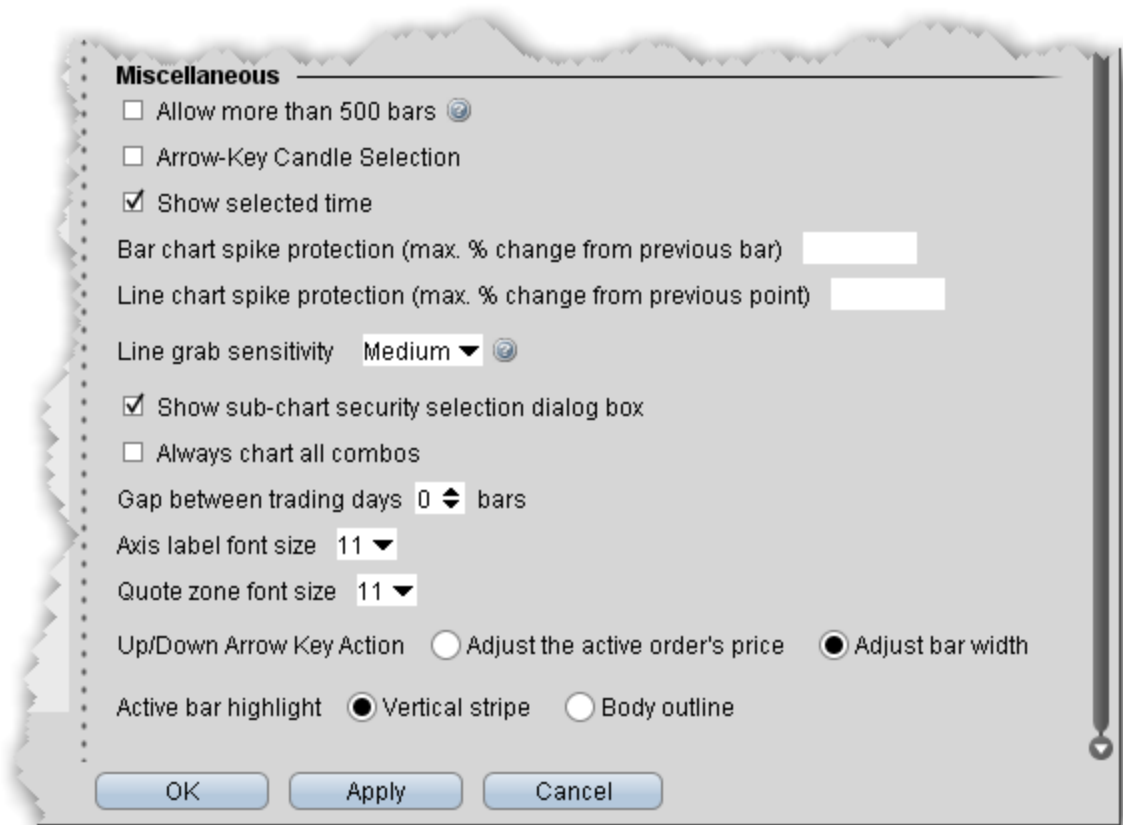 Miscellaneous
Allow more than 500 bars
Arrow-Key Candle Selection
Show selected time
Bar chart spike protection (max. % change from previous bar)
Line chart spike protection (max. % change from previous point)
Line grab sensitivity Medium
Show sub-chart security selection dialog box
Always chart all combos
Gap between trading days 0 bars
Axis label font size 11
Quote zone font size 11
Up/Down Arrow Key Action Adjust the active order's price Adjust bar width
Active bar highlight Vertical stripe Body outline
OK Apply Cancel